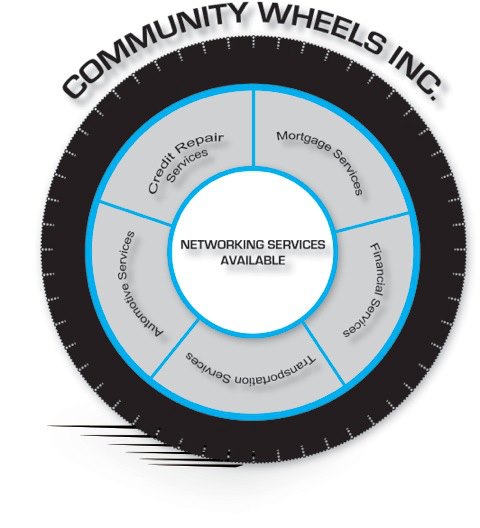 COMMUNITY WHEELS INC.
Credit Repair
Services
Mortgage Services
Financial Services
Transportation Services
Automotive Services
NETWORKING SERVICES
AVAILABLE